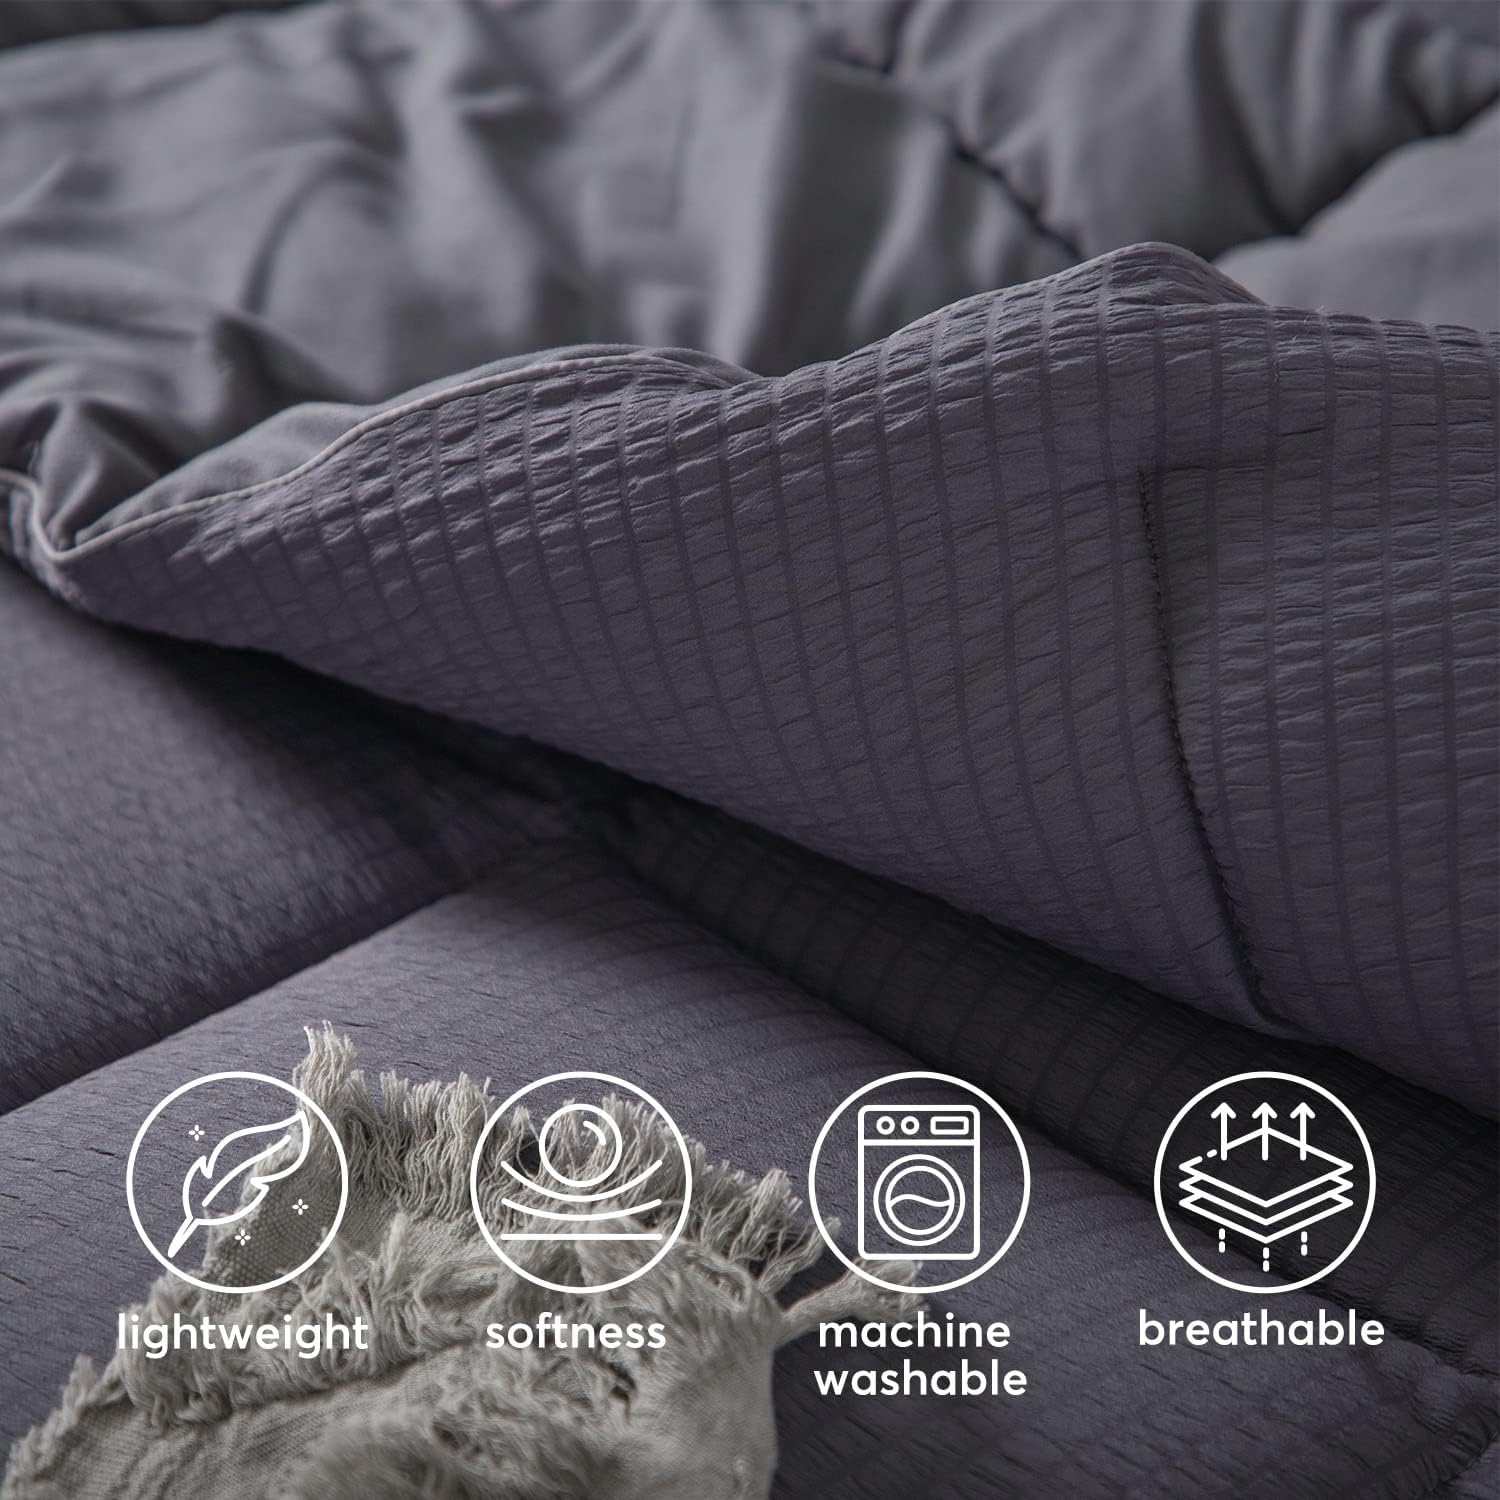 lightweight
softness
machine
washable
breathable